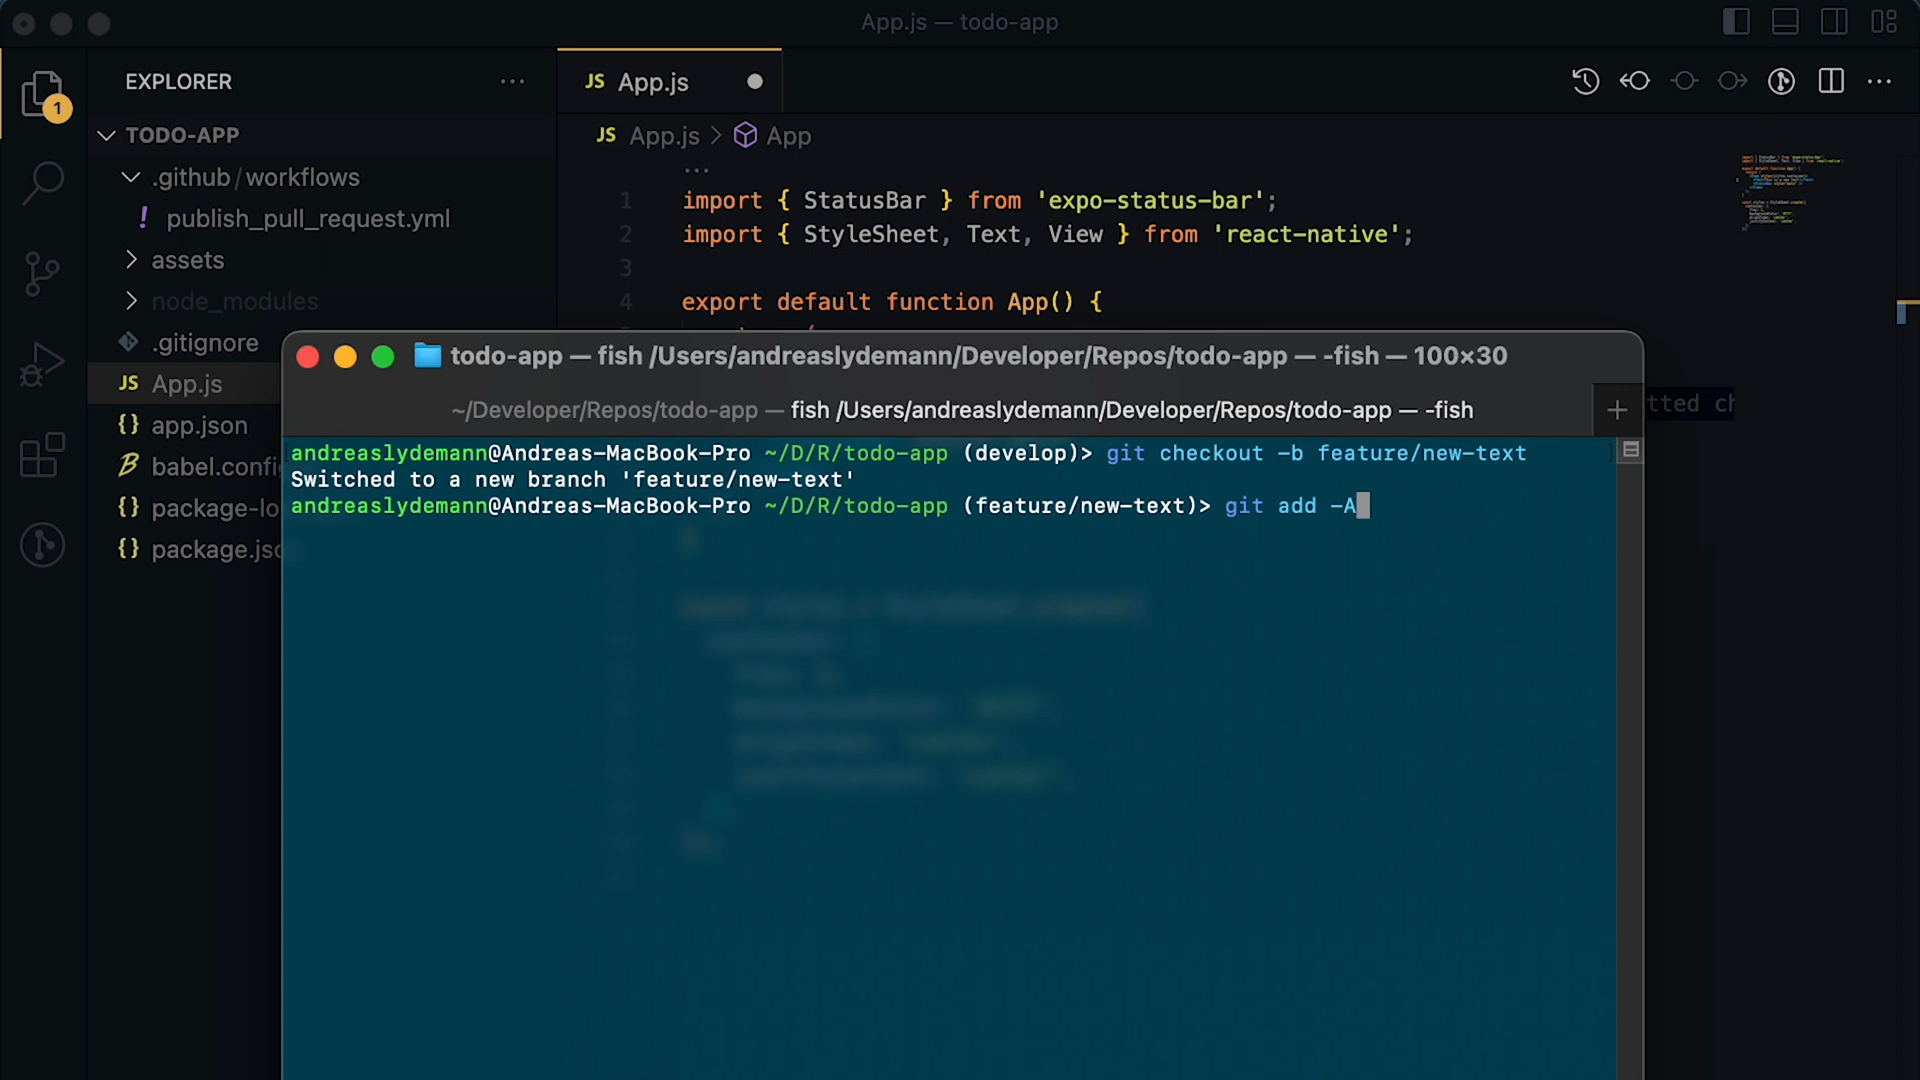 App.js — todo-app
EXPLORER
1
TODO-APP
.github/workflows
! publish_pull_request.yml
assets
node_modules
.gitignore
JS App.js
{} app.json
babel.config
{} package-lo
{} package.jso
JS App.js
JS App.js > App
...
1 import { StatusBar } from 'expo-status-bar';
2 import { StyleSheet, Text, View } from 'react-native';
3
4 export default function App() {
tted ch
todo-app — fish /Users/andreaslydemann/Developer/Repos/todo-app — -fish — 100×30
~/Developer/Repos/todo-app — fish /Users/andreaslydemann/Developer/Repos/todo-app — -fish
andreaslydemann@Andreas-MacBook-Pro ~/D/R/todo-app (develop)> git checkout -b feature/new-text
Switched to a new branch 'feature/new-text'
andreaslydemann@Andreas-MacBook-Pro ~/D/R/todo-app (feature/new-text)> git add -A